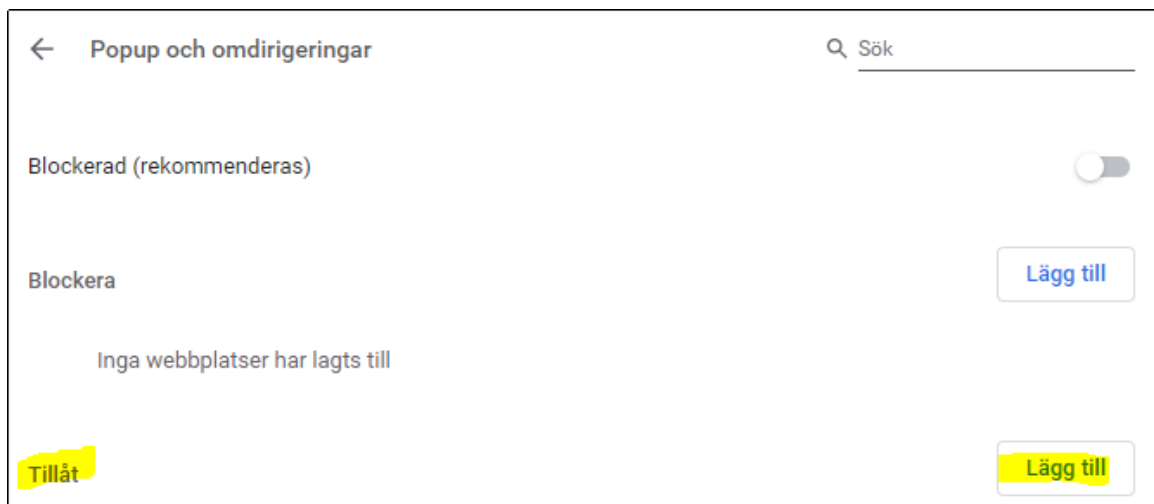 Popup och omdirigeringar
Sök
Blockerad (rekommenderas)
Blockera
Lägg till
Inga webbplatser har lagts till
Tillåt
Lägg till